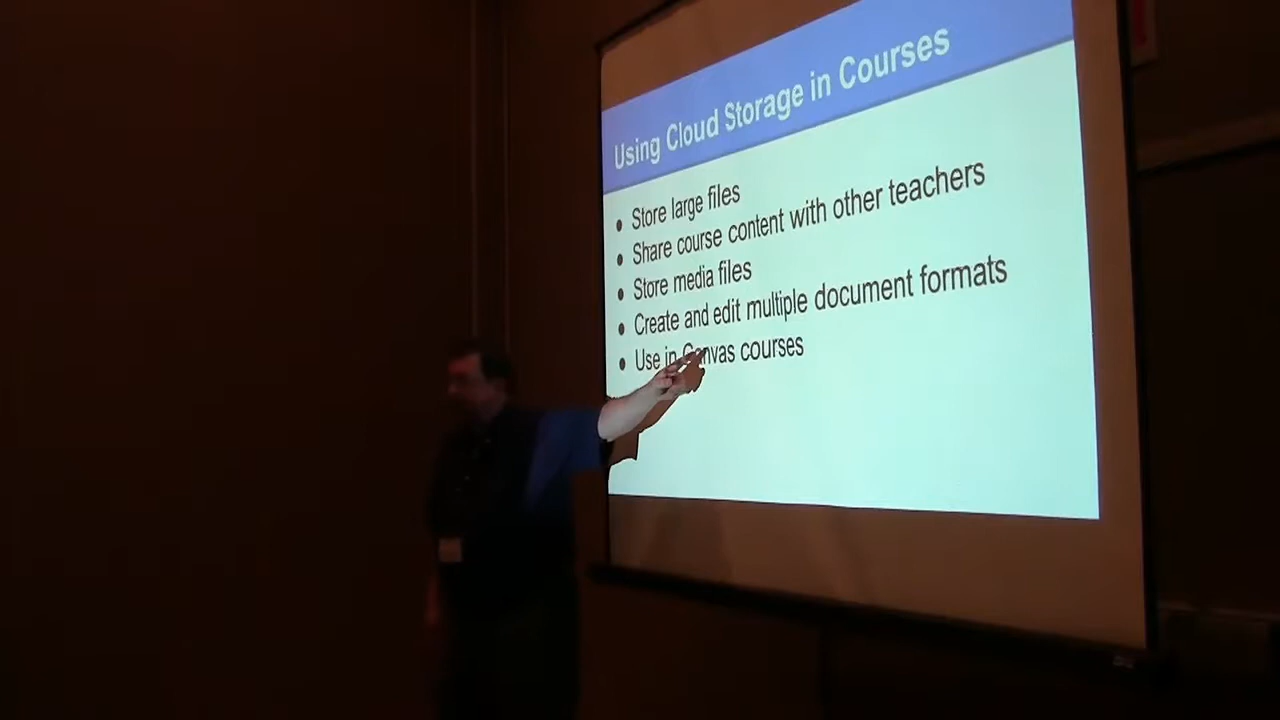 Using Cloud Storage in Courses
● Store large files
● Share course content with other teachers
● Store media files
● Create and edit multiple document formats
● Use in Canvas courses